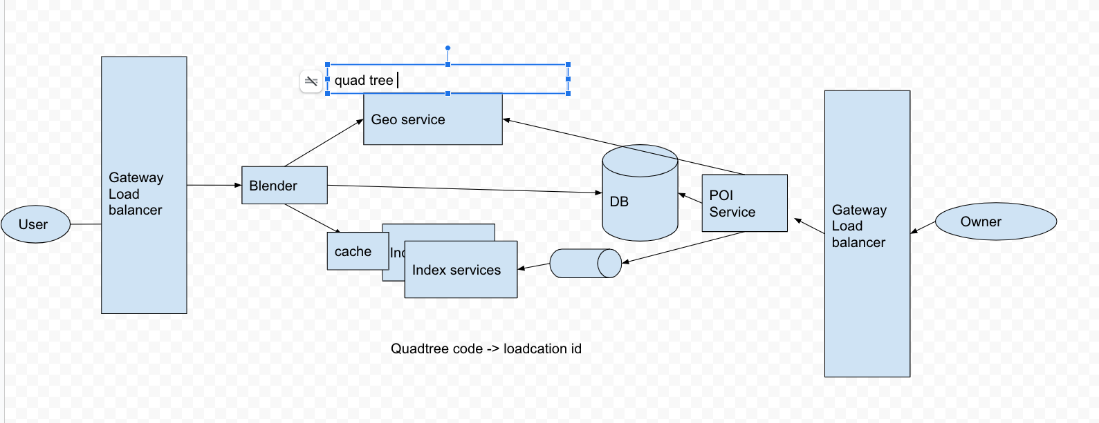 quad tree
Geo service
Gateway
Load
balancer
User
Blender
DB
POI
Service
Gateway
Load
balancer
Owner
cache
Ind
Index services
Quadtree code -> loadcation id